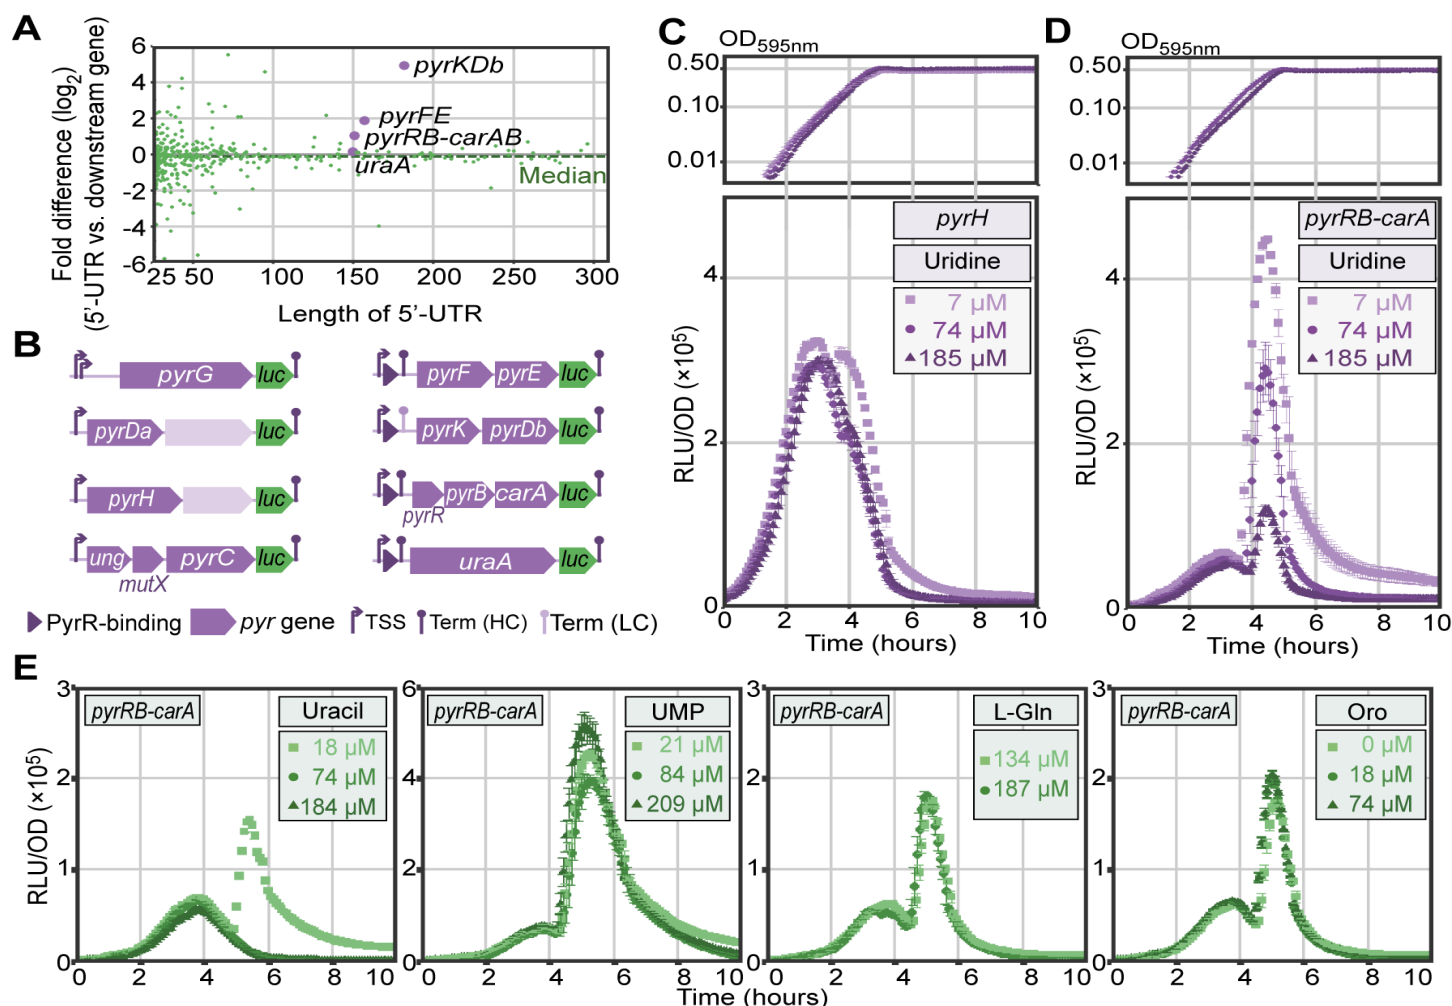 A
Fold difference (log2)
(5'-UTR vs. downstream gene)
6
4
2
0
-2
-4
-6
pyrKDb
pyrFE
pyrRB-carAB
uraA
Median
25 50 100 150 200 250 300
Length of 5'-UTR
B
pyrG luc
pyrDa luc
pyrH luc
ung pyrC luc
mutX
pyrF pyrE luc
pyrK pyrDb luc
pyrB carA luc
pyrR
uraA luc
PyrR-binding pyr gene TSS Term (HC) Term (LC)
C
OD595nm
0.50
0.10
0.01
pyrH
Uridine
7 µM
74 µM
185 µM
RLU/OD (×10⁵)
4
2
0
0 2 4 6 8 10
Time (hours)
D
OD595nm
0.50
0.10
0.01
pyrRB-carA
Uridine
7 µM
74 µM
185 µM
RLU/OD (×10⁵)
4
2
0
0 2 4 6 8 10
Time (hours)
E
RLU/OD (×10⁵)
3
2
1
0
pyrRB-carA
Uracil
18 µM
74 µM
184 µM
0 2 4 6 8 10
6
4
2
0
pyrRB-carA
UMP
21 µM
84 µM
209 µM
0 2 4 6 8 10
3
2
1
0
pyrRB-carA
L-Gln
134 µM
187 µM
0 2 4 6 8 10
3
2
1
0
pyrRB-carA
Oro
0 µM
18 µM
74 µM
0 2 4 6 8 10
Time (hours)